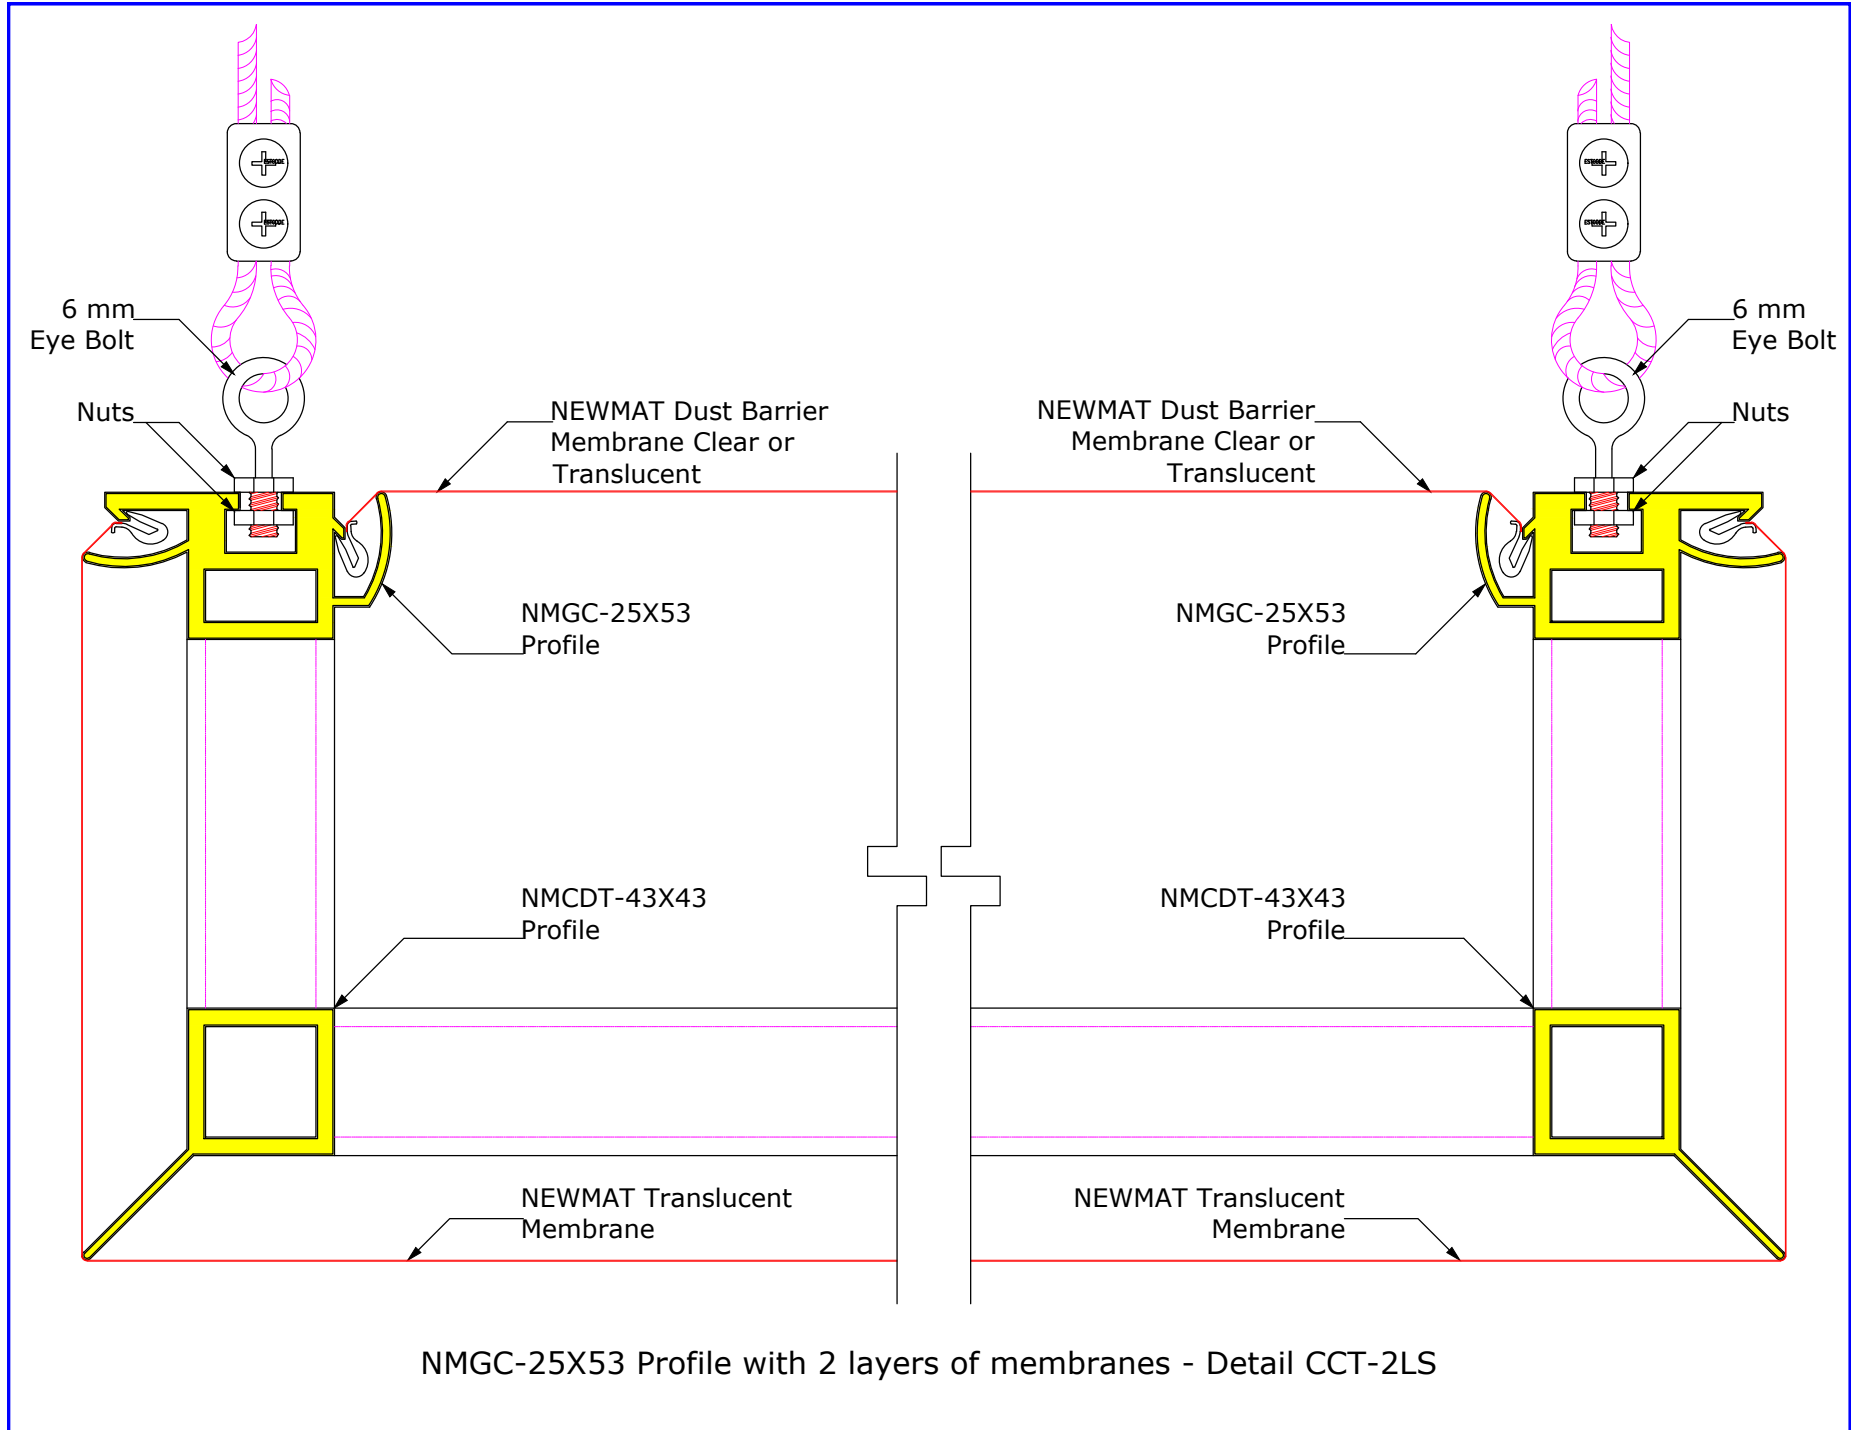 6 mm
Eye Bolt
6 mm
Eye Bolt
Nuts
Nuts
NEWMAT Dust Barrier
Membrane Clear or
Translucent
NEWMAT Dust Barrier
Membrane Clear or
Translucent
NMGC-25X53
Profile
NMGC-25X53
Profile
NMCDT-43X43
Profile
NMCDT-43X43
Profile
NEWMAT Translucent
Membrane
NEWMAT Translucent
Membrane
NMGC-25X53 Profile with 2 layers of membranes - Detail CCT-2LS